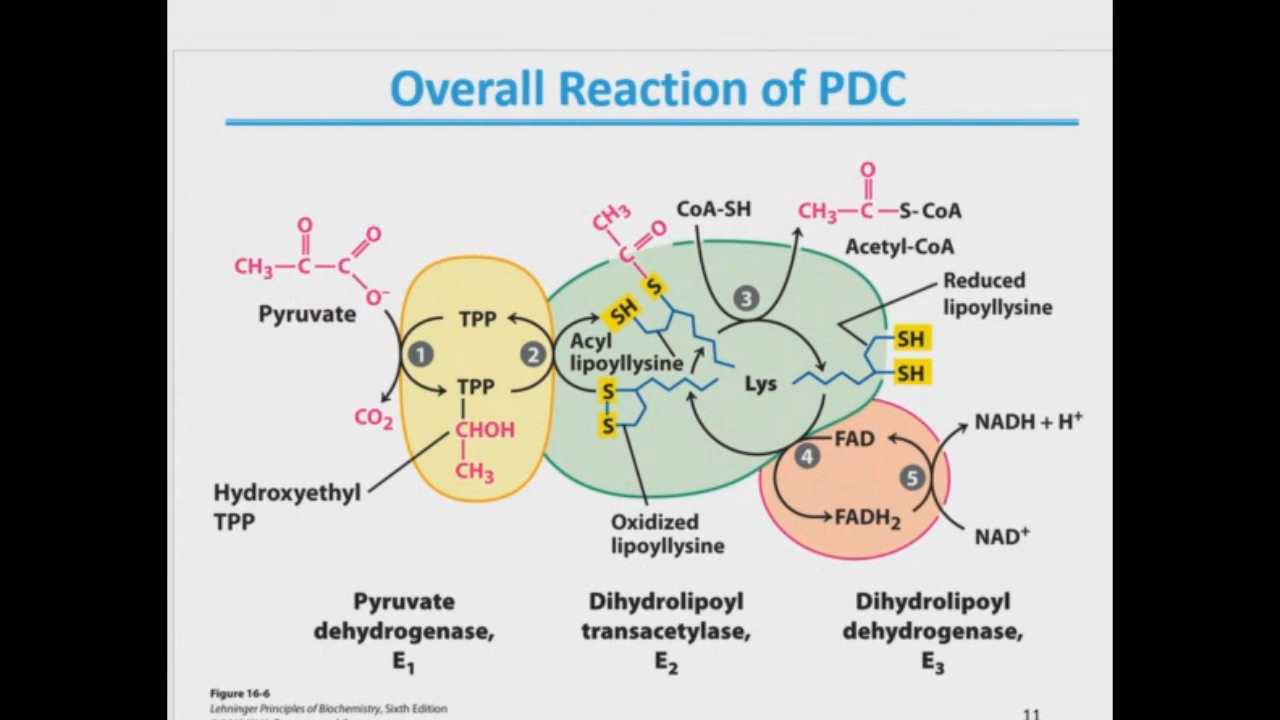 Overall Reaction of PDC
O
O
CH₃—C—C
O⁻
Pyruvate
CO₂
Hydroxyethyl
TPP
TPP
TPP
CHOH
CH₃
1
2
CH₃
C
O
S
SH
Acyl
lipoyllysine
S
S
Oxidized
lipoyllysine
CoA-SH
3
O
CH₃—C—S-CoA
Acetyl-CoA
Reduced
lipoyllysine
SH
SH
Lys
4
FAD
5
FADH₂
NADH + H⁺
NAD⁺
Pyruvate
dehydrogenase,
E₁
Dihydrolipoyl
transacetylase,
E₂
Dihydrolipoyl
dehydrogenase,
E₃
Figure 16-6
Lehninger Principles of Biochemistry, Sixth Edition
11